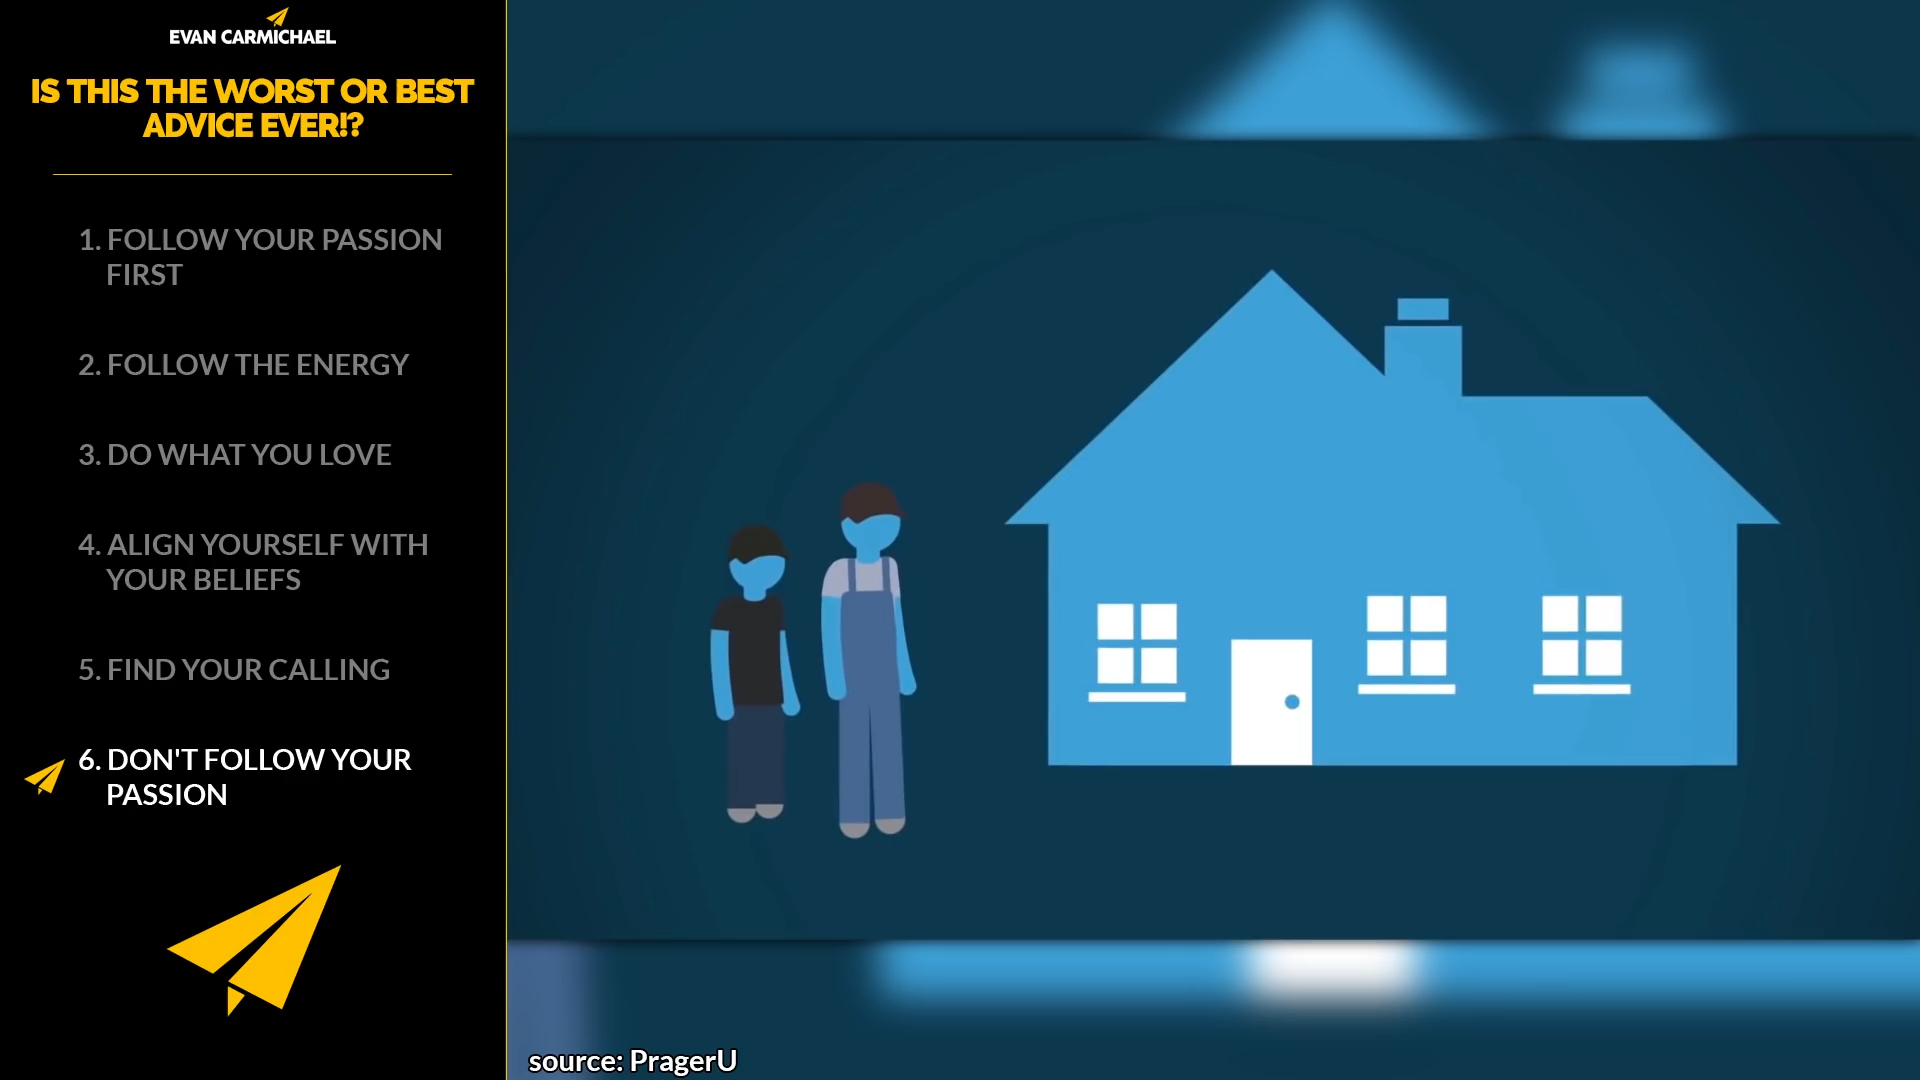 EVAN CARMICHAEL
IS THIS THE WORST OR BEST
ADVICE EVER!?
1. FOLLOW YOUR PASSION
FIRST
2. FOLLOW THE ENERGY
3. DO WHAT YOU LOVE
4. ALIGN YOURSELF WITH
YOUR BELIEFS
5. FIND YOUR CALLING
6. DON'T FOLLOW YOUR
PASSION
source: PragerU